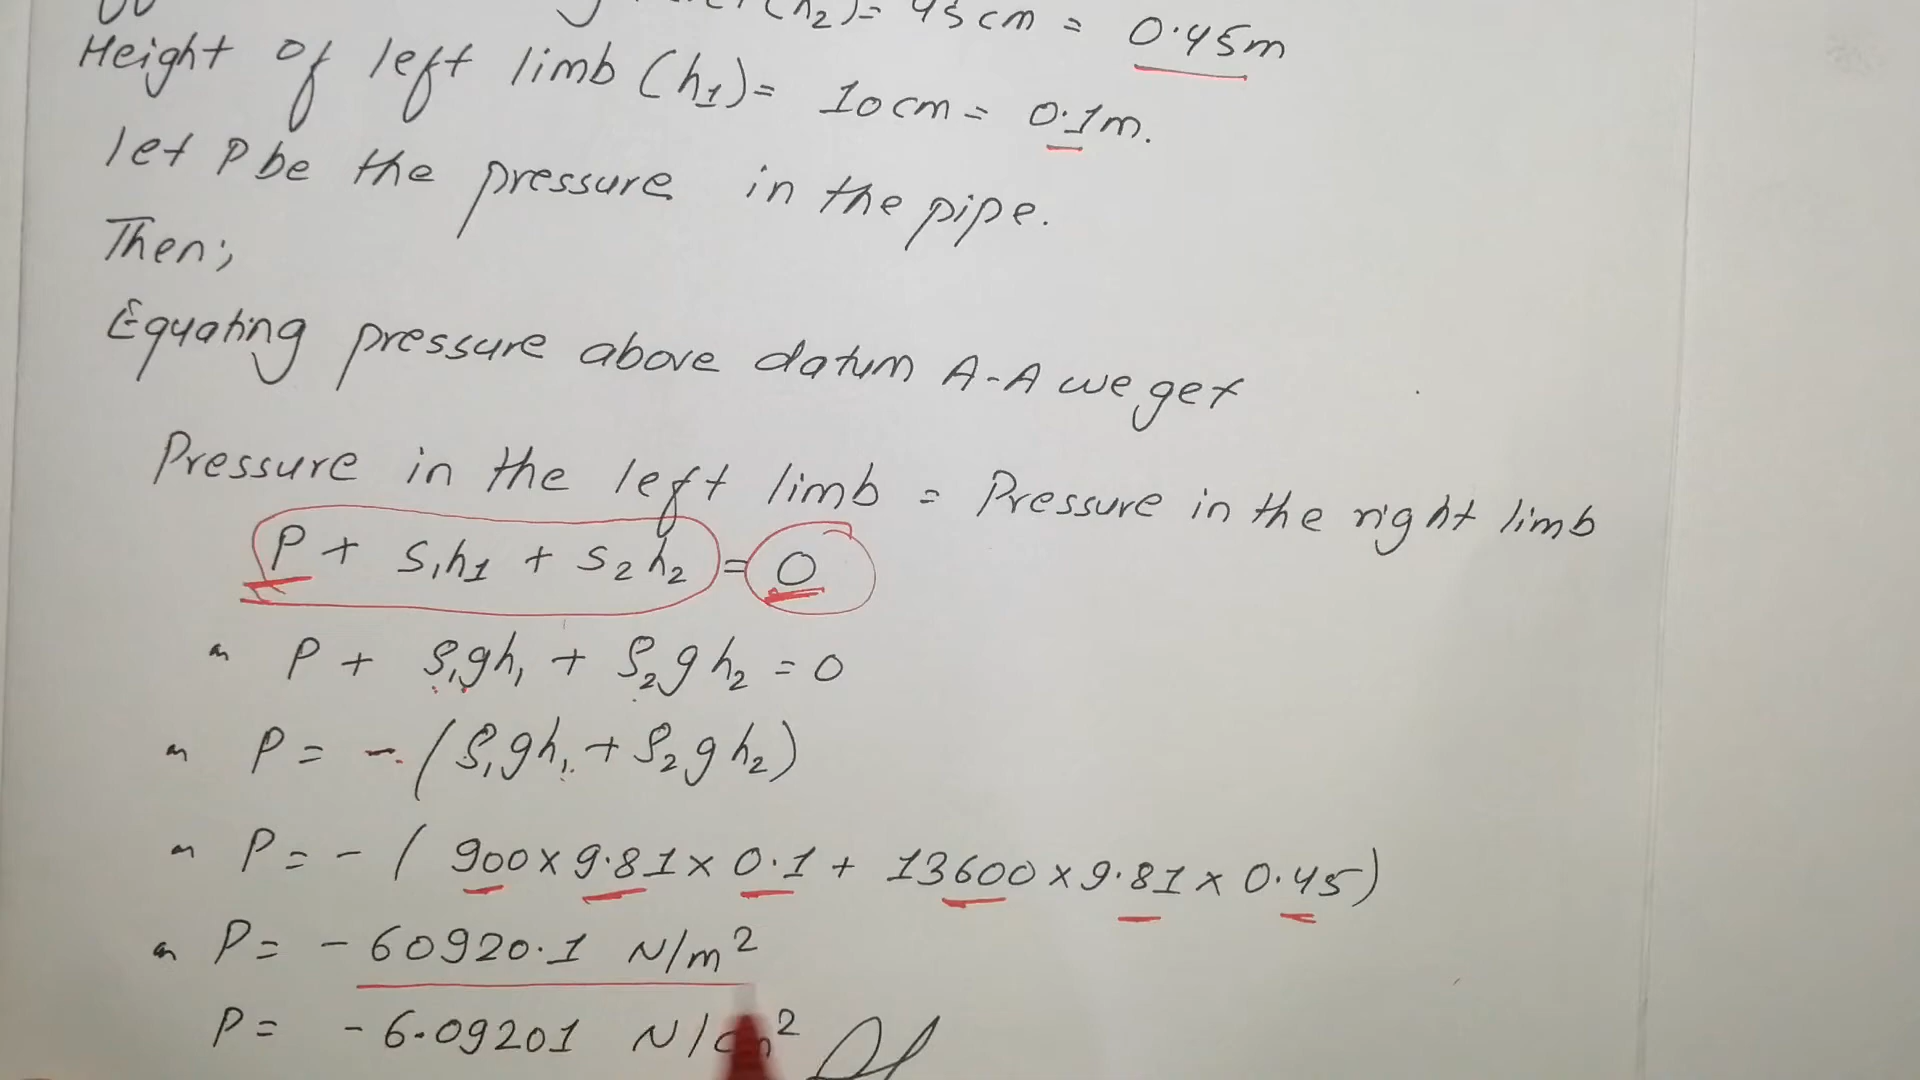 (h₂)= 45 cm = 0.45m
Height of left limb (h₁)= 10 cm = 0.1m.
let P be the pressure in the pipe.
Then;
Equating pressure above datum A-A we get
Pressure in the left limb = Pressure in the right limb
P + S₁h₁ + S₂h₂ = 0
P + ρ₁gh₁ + ρ₂gh₂ = 0
P = - (ρ₁gh₁ + ρ₂gh₂)
P = - ( 900 × 9.81 × 0.1 + 13600 × 9.81 × 0.45)
P = - 60920.1 N/m²
P = - 6.09201 N/cm²